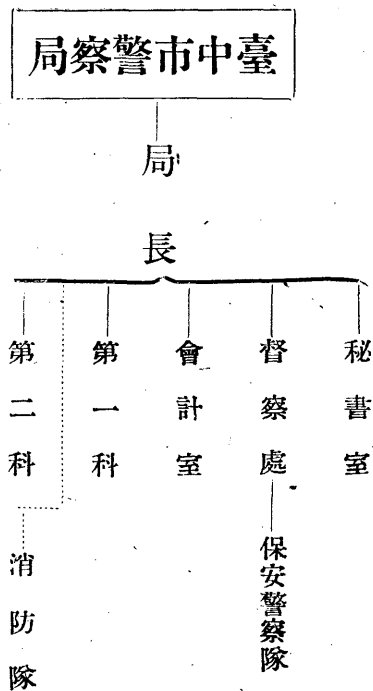 臺中市警察局
局長
秘書室
督察處
保安警察隊
會計室
第一科
第二科
消防隊